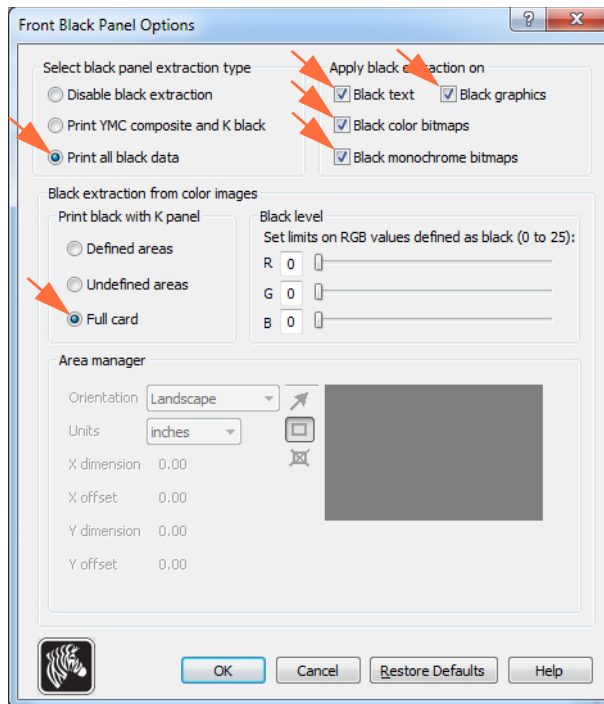 Front Black Panel Options
Select black panel extraction type
Disable black extraction
Print YMC composite and K black
Print all black data
Apply black extraction on
Black text Black graphics
Black color bitmaps
Black monochrome bitmaps
Black extraction from color images
Print black with K panel
Defined areas
Undefined areas
Full card
Black level
Set limits on RGB values defined as black (0 to 25):
R 0
G 0
B 0
Area manager
Orientation Landscape
Units inches
X dimension 0.00
X offset 0.00
Y dimension 0.00
Y offset 0.00
OK Cancel Restore Defaults Help